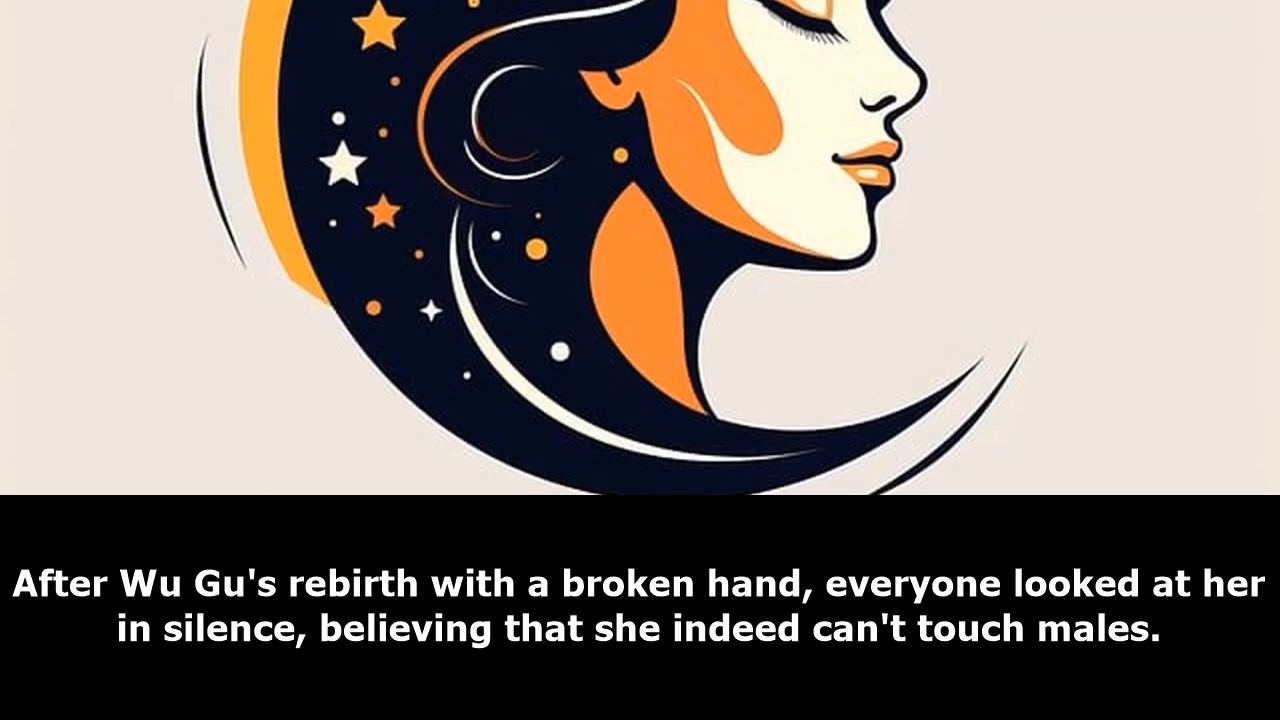 After Wu Gu's rebirth with a broken hand, everyone looked at her
in silence, believing that she indeed can't touch males.